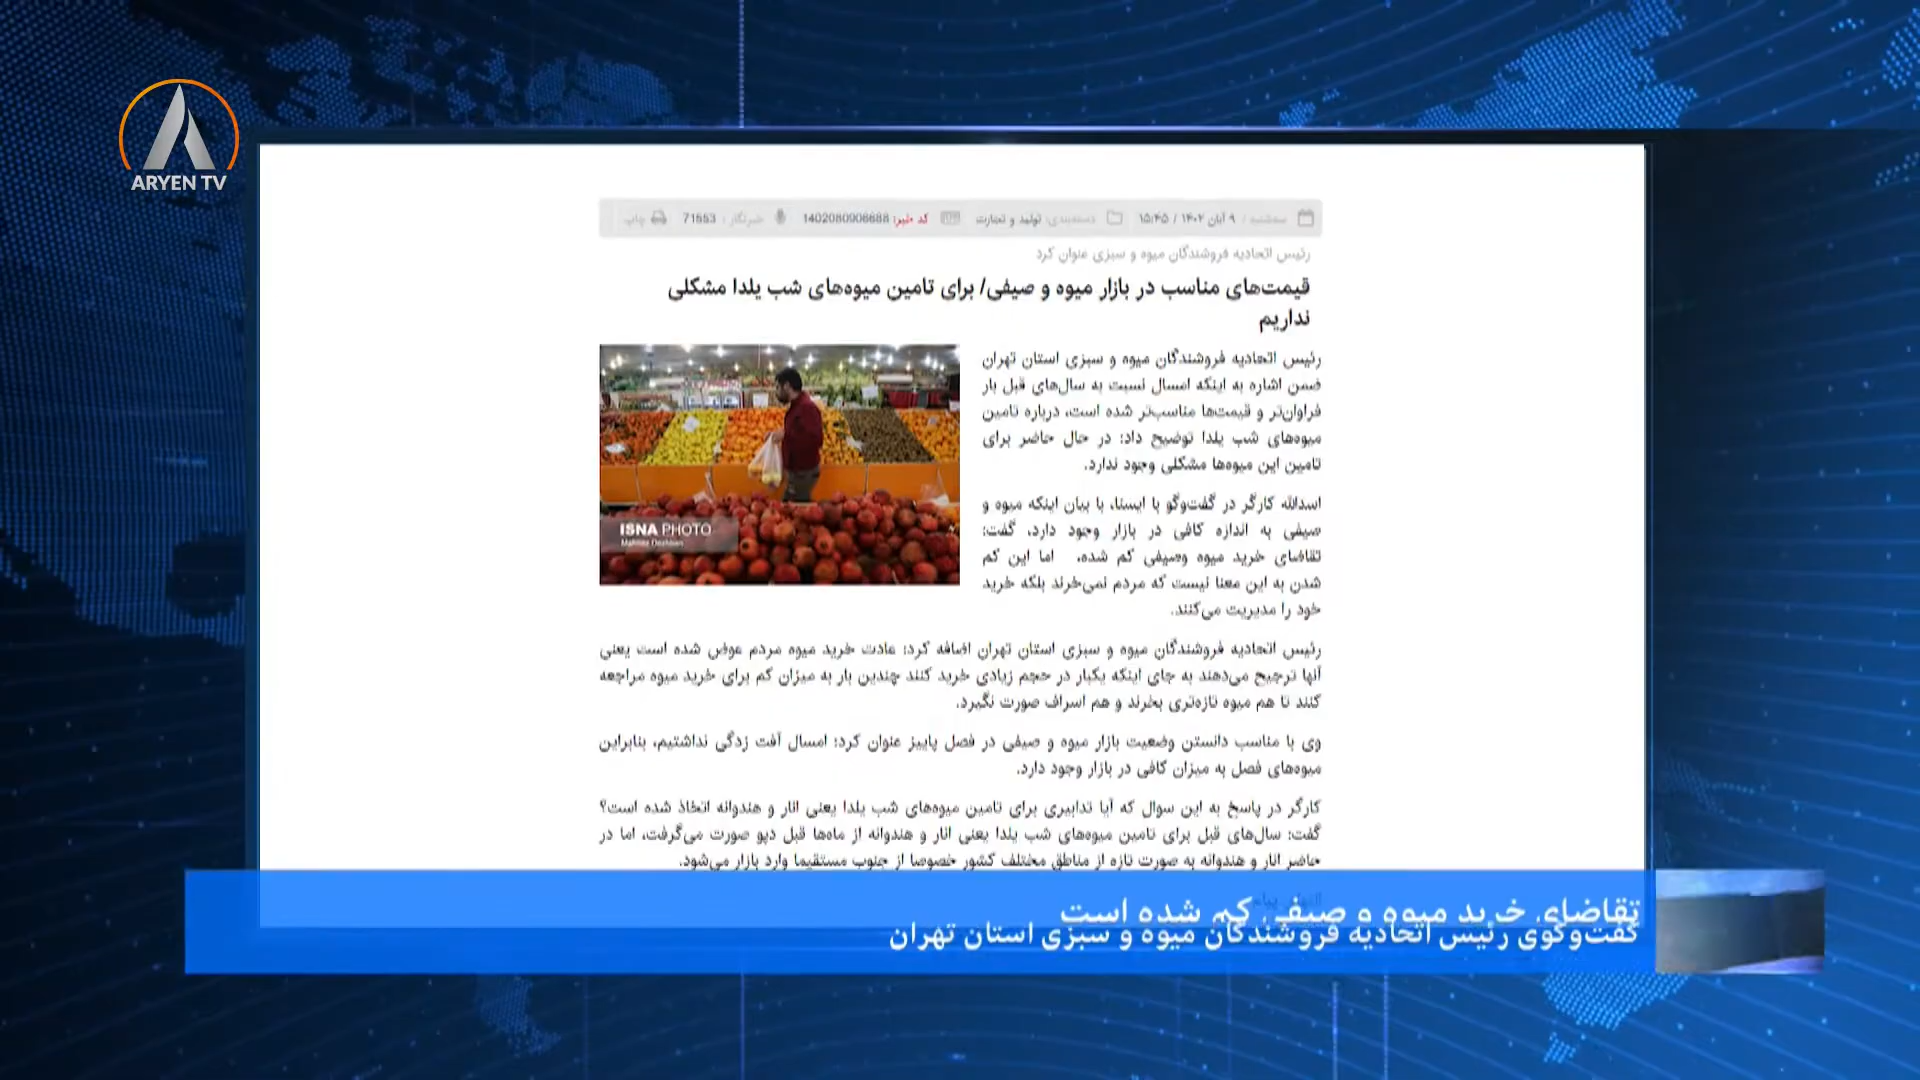 ARYEN TV
سه‌شنبه / ۹ آبان ۱۴۰۲ / ۱۵:۴۵ دسته‌بندی: تولید و تجارت کد خبر: 1402080906688 خبرنگار : 71553 چاپ
رئیس اتحادیه فروشندگان میوه و سبزی عنوان کرد
قیمت‌های مناسب در بازار میوه و صیفی/ برای تامین میوه‌های شب یلدا مشکلی
نداریم
رئیس اتحادیه فروشندگان میوه و سبزی استان تهران
ضمن اشاره به اینکه امسال نسبت به سال‌های قبل بار
فراوان‌تر و قیمت‌ها مناسب‌تر شده است، درباره تامین
میوه‌های شب یلدا توضیح داد: در حال حاضر برای
تامین این میوه‌ها مشکلی وجود ندارد.
ISNA PHOTO
اسدالله کارگر در گفت‌وگو با ایسنا، با بیان اینکه میوه و
صیفی به اندازه کافی در بازار وجود دارد، گفت:
تقاضای خرید میوه وصیفی کم شده، اما این کم
شدن به این معنا نیست که مردم نمی‌خرند بلکه خرید
خود را مدیریت می‌کنند.
رئیس اتحادیه فروشندگان میوه و سبزی استان تهران اضافه کرد: عادت خرید میوه مردم عوض شده است یعنی
آنها ترجیح می‌دهند به جای اینکه یکبار در حجم زیادی خرید کنند چندین بار به میزان کم برای خرید میوه مراجعه
کنند تا هم میوه تازه‌تری بخرند و هم اسراف صورت نگیرد.
وی با مناسب دانستن وضعیت بازار میوه و صیفی در فصل پاییز عنوان کرد: امسال آفت زدگی نداشتیم، بنابراین
میوه‌های فصل به میزان کافی در بازار وجود دارد.
کارگر در پاسخ به این سوال که آیا تدابیری برای تامین میوه‌های شب یلدا یعنی انار و هندوانه اتخاذ شده است؟
گفت: سال‌های قبل برای تامین میوه‌های شب یلدا یعنی انار و هندوانه از ماه‌ها قبل دپو صورت می‌گرفت، اما در
حاضر انار و هندوانه به صورت تازه از مناطق مختلف کشور خصوصا از جنوب مستقیما وارد بازار می‌شود.
تقاضای خرید میوه و صیفی کم شده است
گفت‌وگوی رئیس اتحادیه فروشندگان میوه و سبزی استان تهران